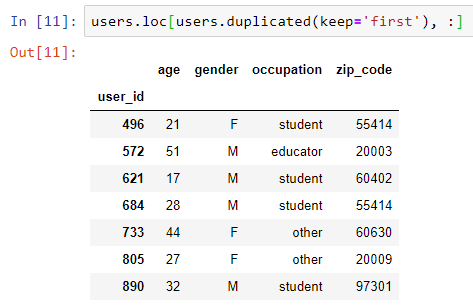 In [11]: users.loc[users.duplicated(keep='first'), :]
Out[11]:
age gender occupation zip_code
user_id
496 21 F student 55414
572 51 M educator 20003
621 17 M student 60402
684 28 M student 55414
733 44 F other 60630
805 27 F other 20009
890 32 M student 97301